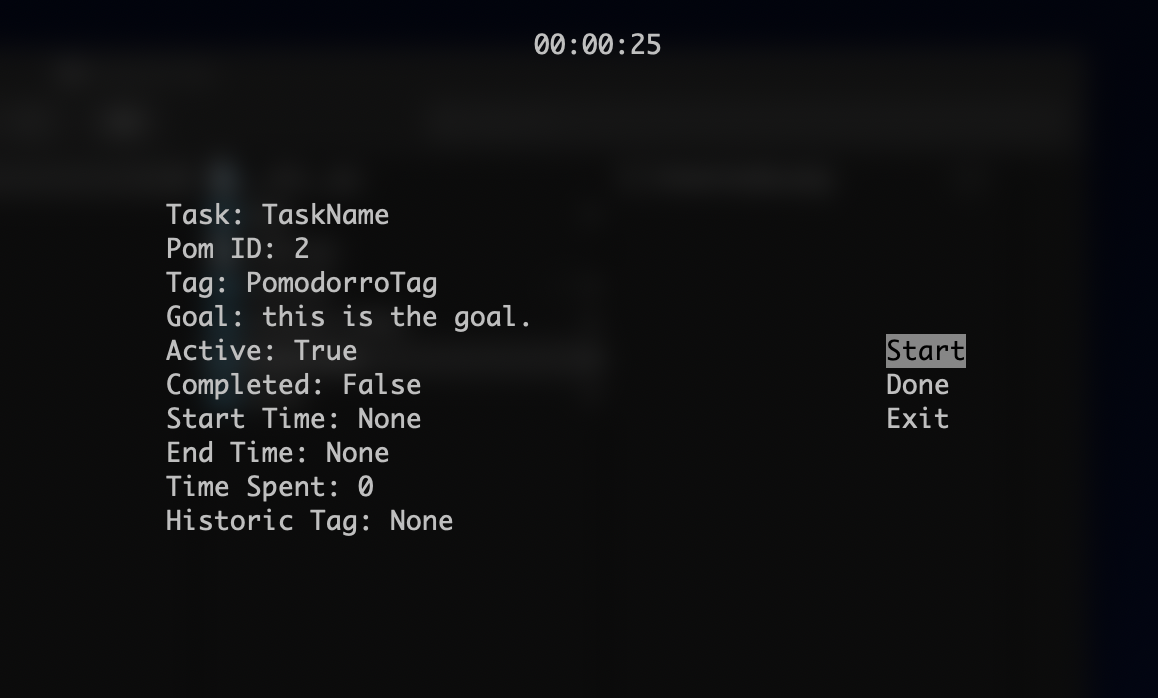 00:00:25
Task: TaskName
Pom ID: 2
Tag: PomodorroTag
Goal: this is the goal.
Active: True
Start
Completed: False
Done
Start Time: None
Exit
End Time: None
Time Spent: 0
Historic Tag: None